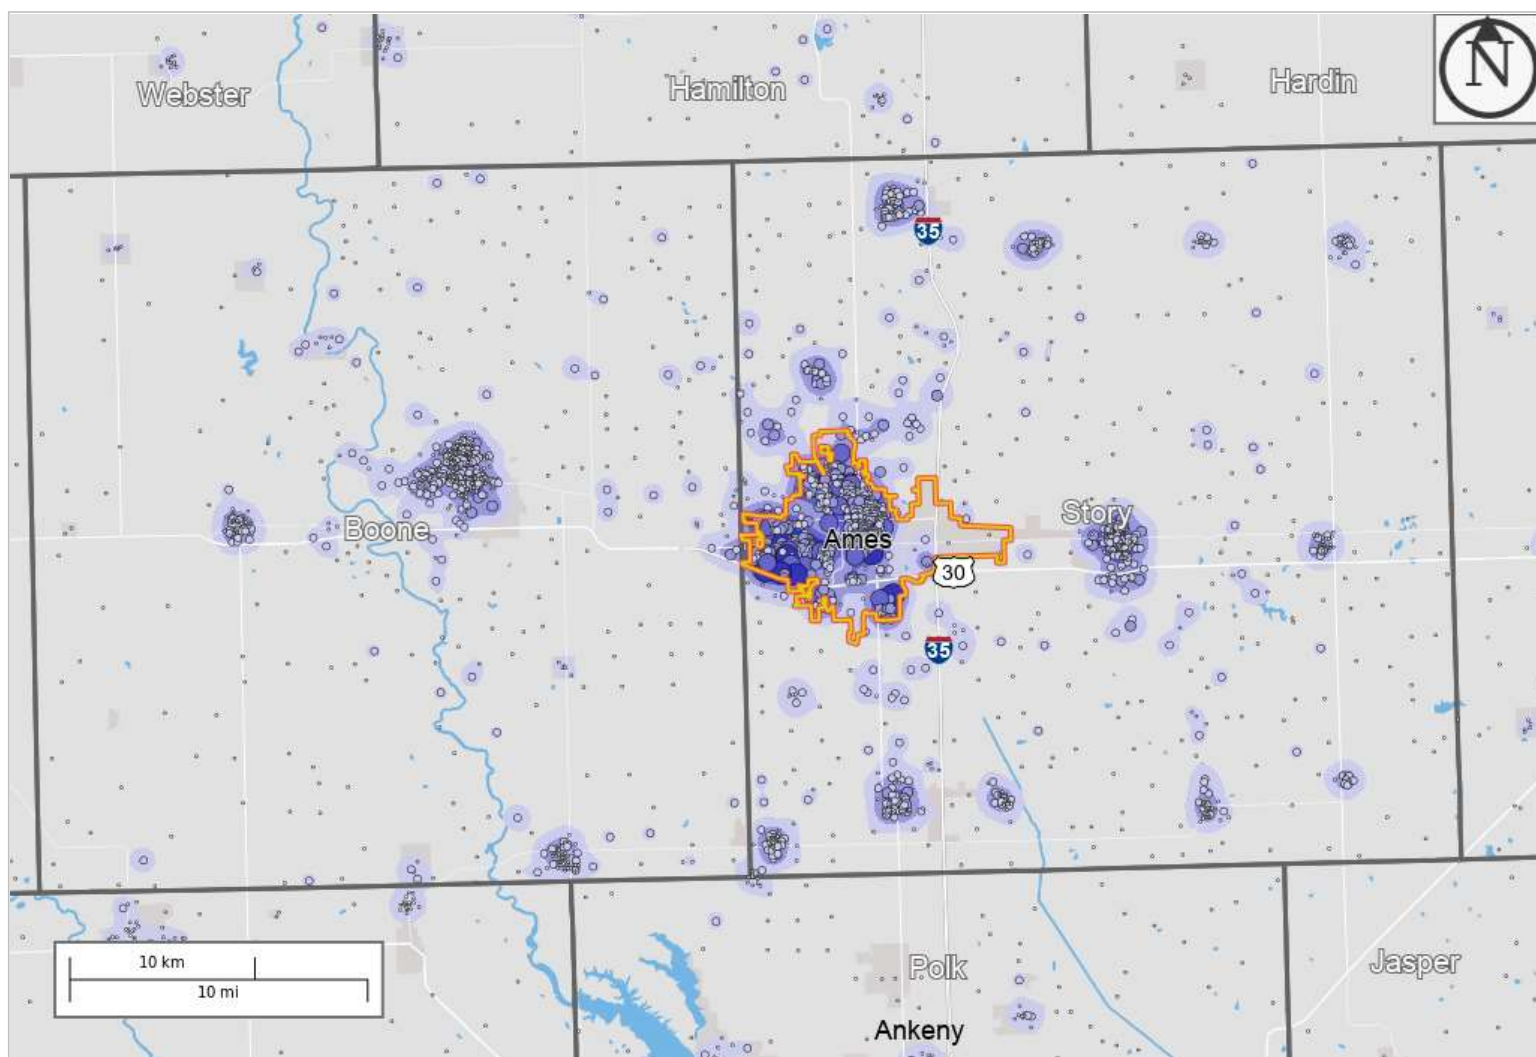 Webster
Hamilton
Hardin
N
35
Boone
Ames
Story
30
35
10 km
10 mi
Polk
Jasper
Ankeny